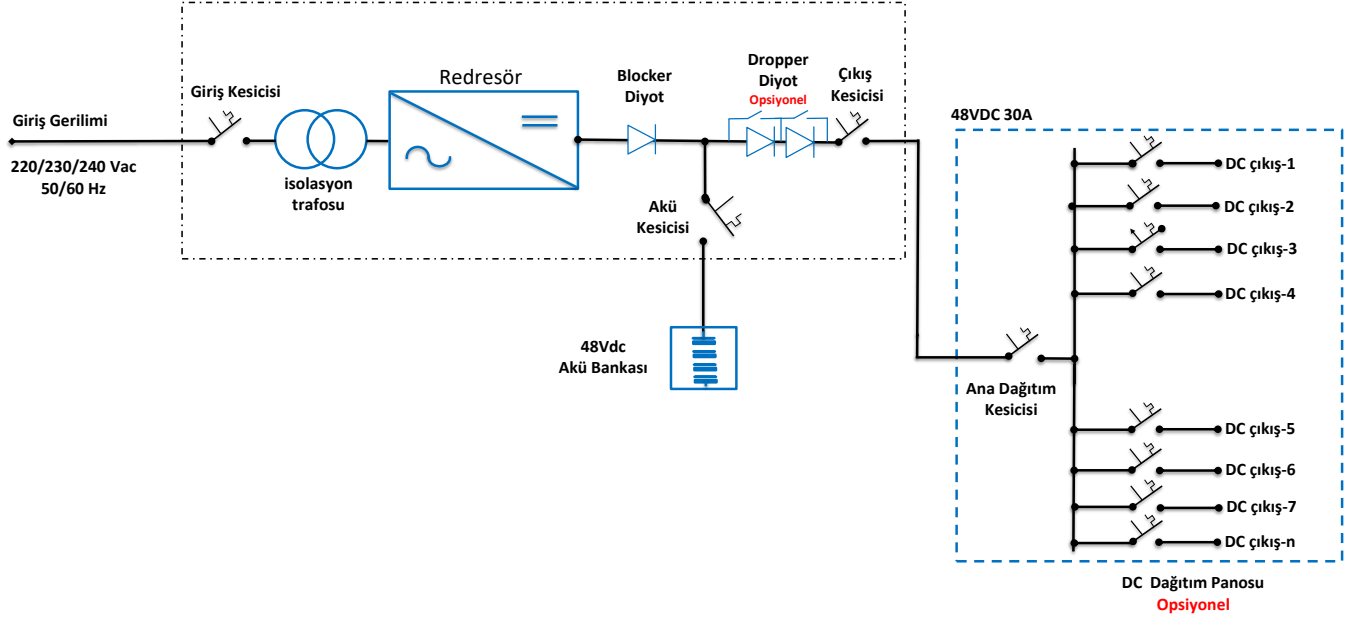 Giriş Gerilimi
220/230/240 Vac
50/60 Hz
Giriş Kesicisi
isolasyon
trafosu
Redresör
Blocker
Diyot
Dropper
Diyot
Opsiyonel
Çıkış
Kesicisi
Akü
Kesicisi
48Vdc
Akü Bankası
48VDC 30A
Ana Dağıtım
Kesicisi
DC çıkış-1
DC çıkış-2
DC çıkış-3
DC çıkış-4
DC çıkış-5
DC çıkış-6
DC çıkış-7
DC çıkış-n
DC Dağıtım Panosu
Opsiyonel